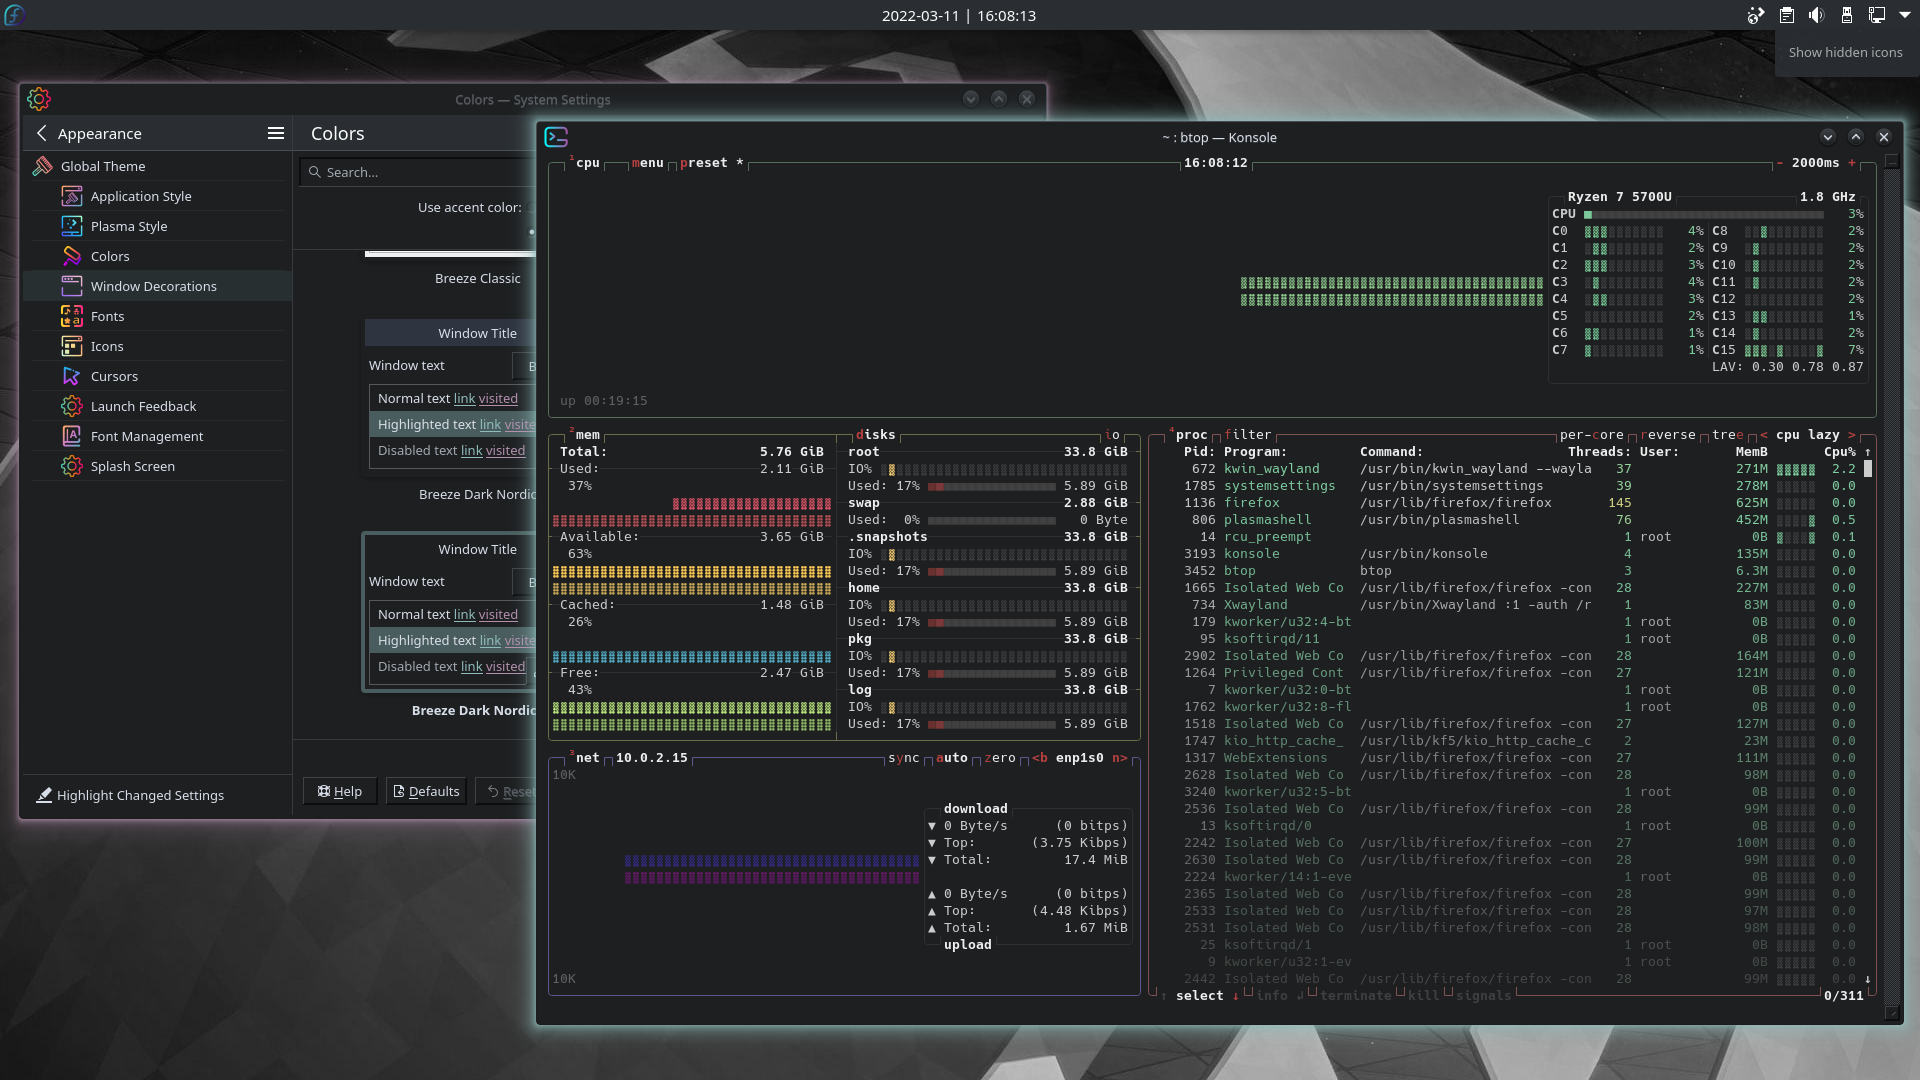 2022-03-11 | 16:08:13
Show hidden icons
Colors — System Settings
Appearance
Colors
Global Theme
Application Style
Plasma Style
Colors
Window Decorations
Fonts
Icons
Cursors
Launch Feedback
Font Management
Splash Screen
Highlight Changed Settings
Search...
Use accent color:
Breeze Classic
Window Title
Window text B
Normal text link visited
Highlighted text link visite
Disabled text link visited
Breeze Dark Nordic
Window Title
Window text B
Normal text link visited
Highlighted text link visite
Disabled text link visited
Breeze Dark Nordic
Help Defaults Reset
~ : btop — Konsole
1 cpu menu preset * 16:08:12 - 2000ms +
Ryzen 7 5700U 1.8 GHz
CPU 3%
C0 4% C8 2%
C1 2% C9 2%
C2 3% C10 2%
C3 4% C11 2%
C4 3% C12 2%
C5 2% C13 1%
C6 1% C14 2%
C7 1% C15 7%
LAV: 0.30 0.78 0.87
up 00:19:15
2 mem
Total: 5.76 GiB
Used: 2.11 GiB
37%
Available: 3.65 GiB
63%
Cached: 1.48 GiB
26%
Free: 2.47 GiB
43%
disks io
root 33.8 GiB
IO%
Used: 17% 5.89 GiB
swap 2.88 GiB
Used: 0% 0 Byte
.snapshots 33.8 GiB
IO%
Used: 17% 5.89 GiB
home 33.8 GiB
IO%
Used: 17% 5.89 GiB
pkg 33.8 GiB
IO%
Used: 17% 5.89 GiB
log 33.8 GiB
IO%
Used: 17% 5.89 GiB
3 net 10.0.2.15 sync auto zero <b enp1s0 n>
10K
download
▼ 0 Byte/s (0 bitps)
▼ Top: (3.75 Kibps)
▼ Total: 17.4 MiB
▲ 0 Byte/s (0 bitps)
▲ Top: (4.48 Kibps)
▲ Total: 1.67 MiB
upload
10K
4 proc filter per-core reverse tree < cpu lazy >
Pid: Program: Command: Threads: User: MemB Cpu% ↑
672 kwin_wayland /usr/bin/kwin_wayland --wayla 37 271M 2.2
1785 systemsettings /usr/bin/systemsettings 39 278M 0.0
1136 firefox /usr/lib/firefox/firefox 145 625M 0.0
806 plasmashell /usr/bin/plasmashell 76 452M 0.5
14 rcu_preempt 1 root 0B 0.1
3193 konsole /usr/bin/konsole 4 135M 0.0
3452 btop btop 3 6.3M 0.0
1665 Isolated Web Co /usr/lib/firefox/firefox -con 28 227M 0.0
734 Xwayland /usr/bin/Xwayland :1 -auth /r 1 83M 0.0
179 kworker/u32:4-bt 1 root 0B 0.0
95 ksoftirqd/11 1 root 0B 0.0
2902 Isolated Web Co /usr/lib/firefox/firefox -con 28 164M 0.0
1264 Privileged Cont /usr/lib/firefox/firefox -con 27 121M 0.0
7 kworker/u32:0-bt 1 root 0B 0.0
1762 kworker/u32:8-fl 1 root 0B 0.0
1518 Isolated Web Co /usr/lib/firefox/firefox -con 27 127M 0.0
1747 kio_http_cache_ /usr/lib/kf5/kio_http_cache_c 2 23M 0.0
1317 WebExtensions /usr/lib/firefox/firefox -con 27 111M 0.0
2628 Isolated Web Co /usr/lib/firefox/firefox -con 28 98M 0.0
3240 kworker/u32:5-bt 1 root 0B 0.0
2536 Isolated Web Co /usr/lib/firefox/firefox -con 28 99M 0.0
13 ksoftirqd/0 1 root 0B 0.0
2242 Isolated Web Co /usr/lib/firefox/firefox -con 27 100M 0.0
2630 Isolated Web Co /usr/lib/firefox/firefox -con 28 99M 0.0
2224 kworker/14:1-eve 1 root 0B 0.0
2365 Isolated Web Co /usr/lib/firefox/firefox -con 28 99M 0.0
2533 Isolated Web Co /usr/lib/firefox/firefox -con 28 97M 0.0
2531 Isolated Web Co /usr/lib/firefox/firefox -con 28 98M 0.0
25 ksoftirqd/1 1 root 0B 0.0
9 kworker/u32:1-ev 1 root 0B 0.0
2442 Isolated Web Co /usr/lib/firefox/firefox -con 28 99M 0.0 ↓
↑ select ↓ info ↲ terminate kill signals 0/311